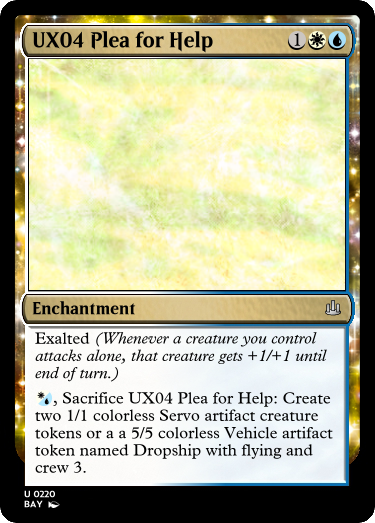 UX04 Plea for Help 1
Enchantment
Exalted (Whenever a creature you control
attacks alone, that creature gets +1/+1 until
end of turn.)
, Sacrifice UX04 Plea for Help: Create
two 1/1 colorless Servo artifact creature
tokens or a a 5/5 colorless Vehicle artifact
token named Dropship with flying and
crew 3.
U 0220
BAY